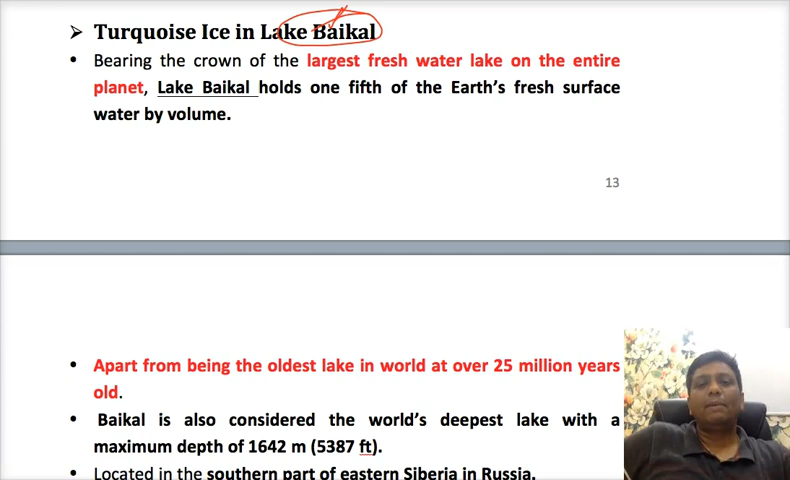 ➢ Turquoise Ice in Lake Baikal
• Bearing the crown of the largest fresh water lake on the entire
planet, Lake Baikal holds one fifth of the Earth's fresh surface
water by volume.
13
• Apart from being the oldest lake in world at over 25 million years
old.
• Baikal is also considered the world's deepest lake with a
maximum depth of 1642 m (5387 ft).
• Located in the southern part of eastern Siberia in Russia.